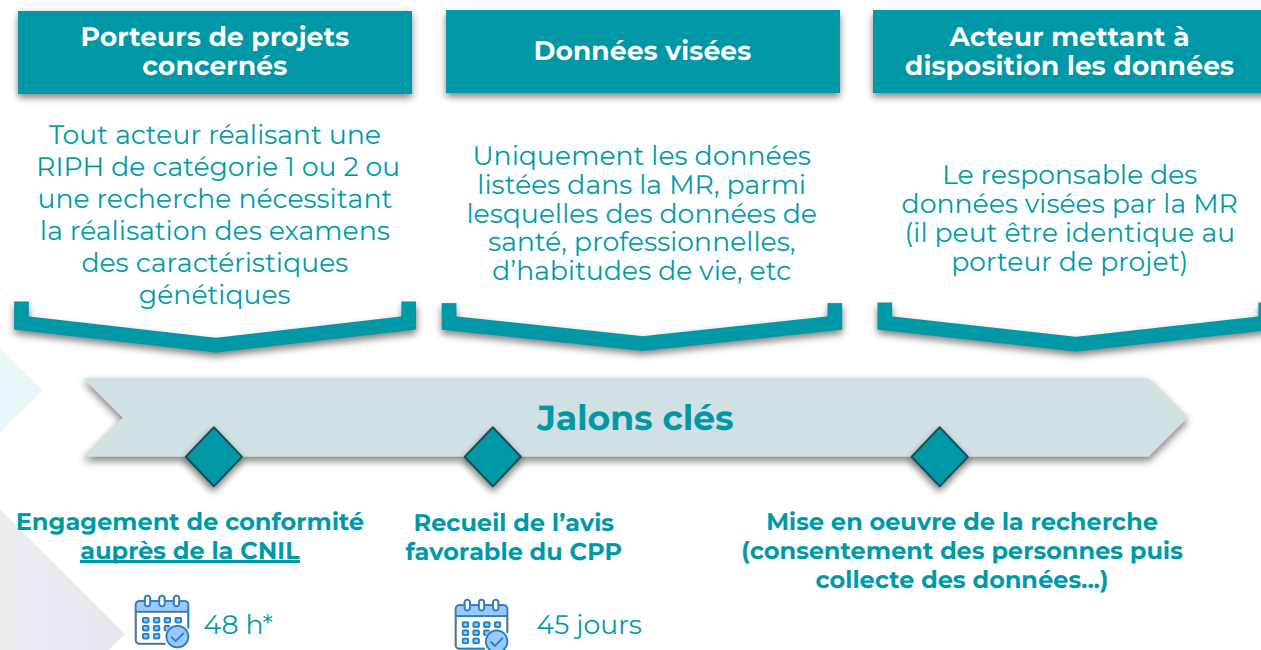 Porteurs de projets
concernés
Données visées
Acteur mettant à
disposition les données
Tout acteur réalisant une
RIPH de catégorie 1 ou 2 ou
une recherche nécessitant
la réalisation des examens
des caractéristiques
génétiques
Uniquement les données
listées dans la MR, parmi
lesquelles des données de
santé, professionnelles,
d’habitudes de vie, etc
Le responsable des
données visées par la MR
(il peut être identique au
porteur de projet)
Jalons clés
Engagement de conformité
auprès de la CNIL
48 h*
Recueil de l’avis
favorable du CPP
45 jours
Mise en oeuvre de la recherche
(consentement des personnes puis
collecte des données...)